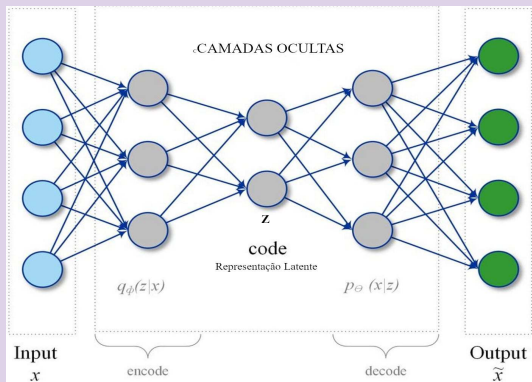 CAMADAS OCULTAS
z
code
Representação Latente
qφ(z|x)
pΘ (x|z)
Input
x
encode
decode
Output
x̃